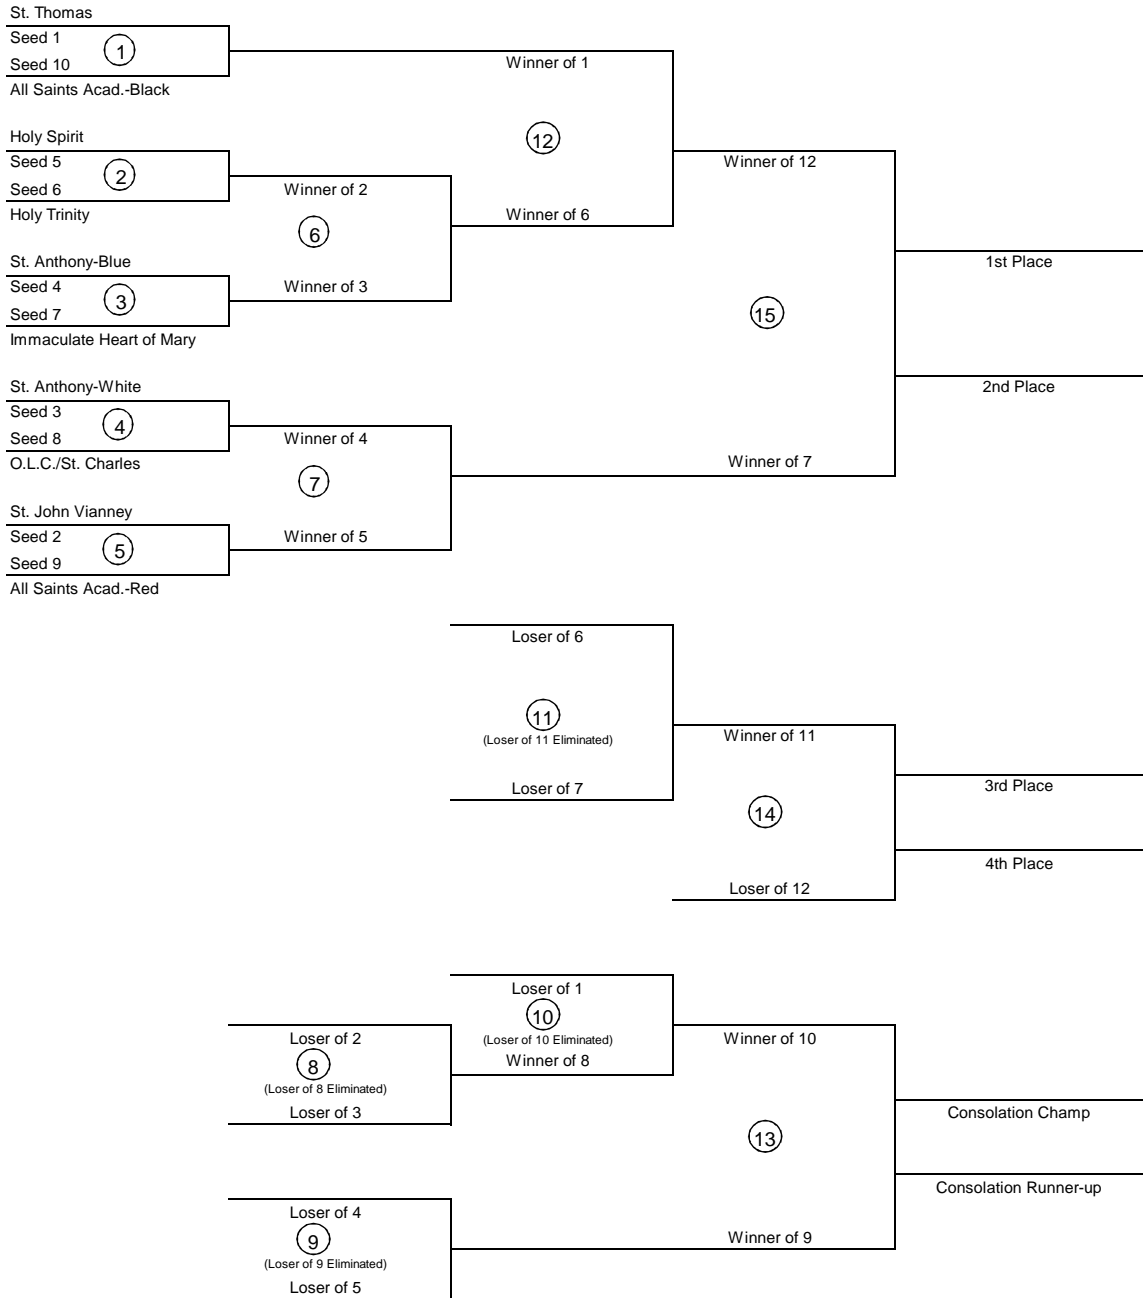 St. Thomas
Seed 1
1
Seed 10
All Saints Acad.-Black
Winner of 1
12
Holy Spirit
Seed 5
2
Seed 6
Holy Trinity
Winner of 2
6
Winner of 6
Winner of 12
St. Anthony-Blue
Seed 4
3
Seed 7
Immaculate Heart of Mary
Winner of 3
1st Place
15
St. Anthony-White
Seed 3
4
Seed 8
O.L.C./St. Charles
Winner of 4
7
Winner of 7
2nd Place
St. John Vianney
Seed 2
5
Seed 9
All Saints Acad.-Red
Winner of 5
Loser of 6
11
(Loser of 11 Eliminated)
Loser of 7
Winner of 11
14
Loser of 12
3rd Place
4th Place
Loser of 1
10
(Loser of 10 Eliminated)
Winner of 8
Loser of 2
8
(Loser of 8 Eliminated)
Loser of 3
Winner of 10
13
Winner of 9
Consolation Champ
Consolation Runner-up
Loser of 4
9
(Loser of 9 Eliminated)
Loser of 5